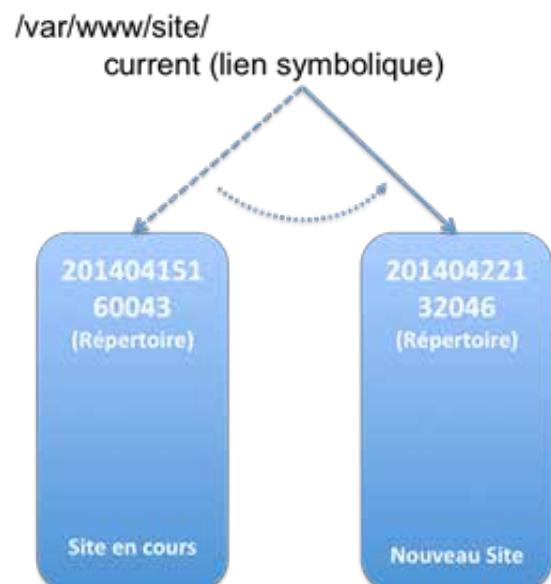 /var/www/site/
current (lien symbolique)
201404151
60043
(Répertoire)
Site en cours
201404221
32046
(Répertoire)
Nouveau Site